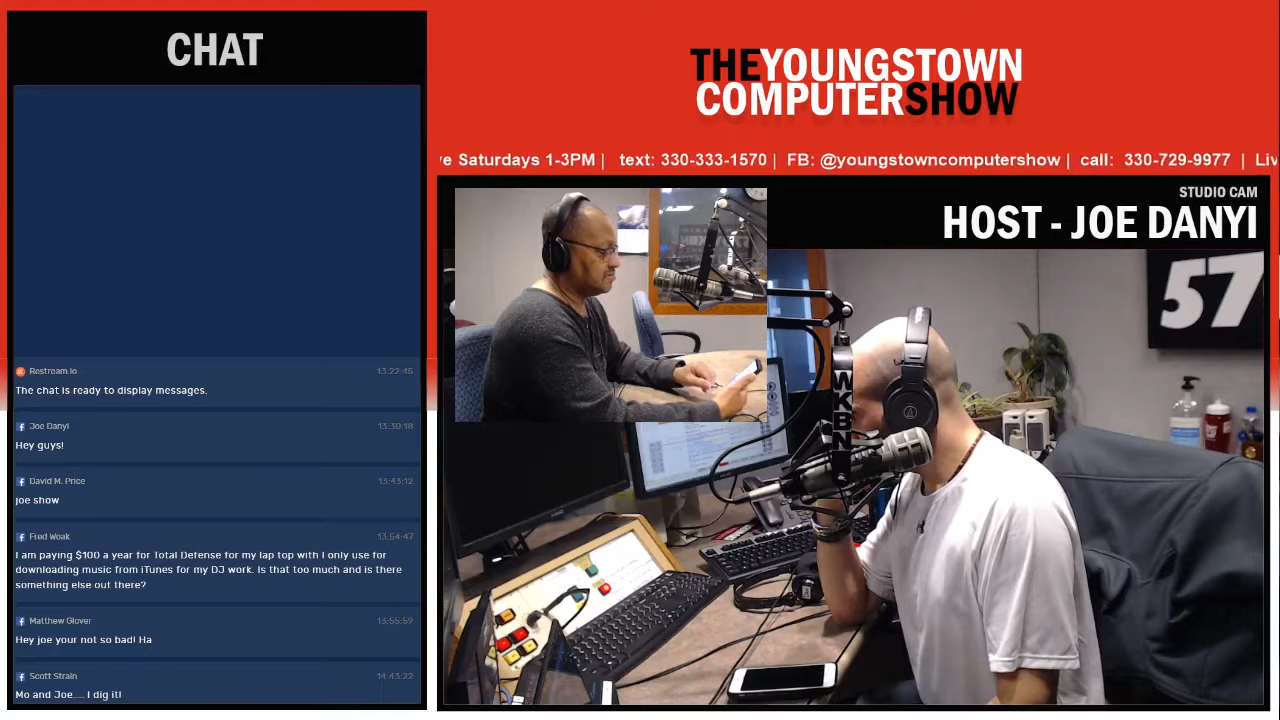 CHAT
Restream.io 13:22:45
The chat is ready to display messages.
Joe Danyi 13:30:18
Hey guys!
David M. Price 13:43:12
joe show
Fred Woak 13:54:47
I am paying $100 a year for Total Defense for my lap top with I only use for
downloading music from iTunes for my DJ work. Is that too much and is there
something else out there?
Matthew Glover 13:55:59
Hey joe your not so bad! Ha
Scott Strain 14:43:22
Mo and Joe.... I dig it!
THEYOUNGSTOWN
COMPUTERSHOW
ve Saturdays 1-3PM | text: 330-333-1570 | FB: @youngstowncomputershow | call: 330-729-9977 | Liv
STUDIO CAM
HOST - JOE DANYI
57
WKBN